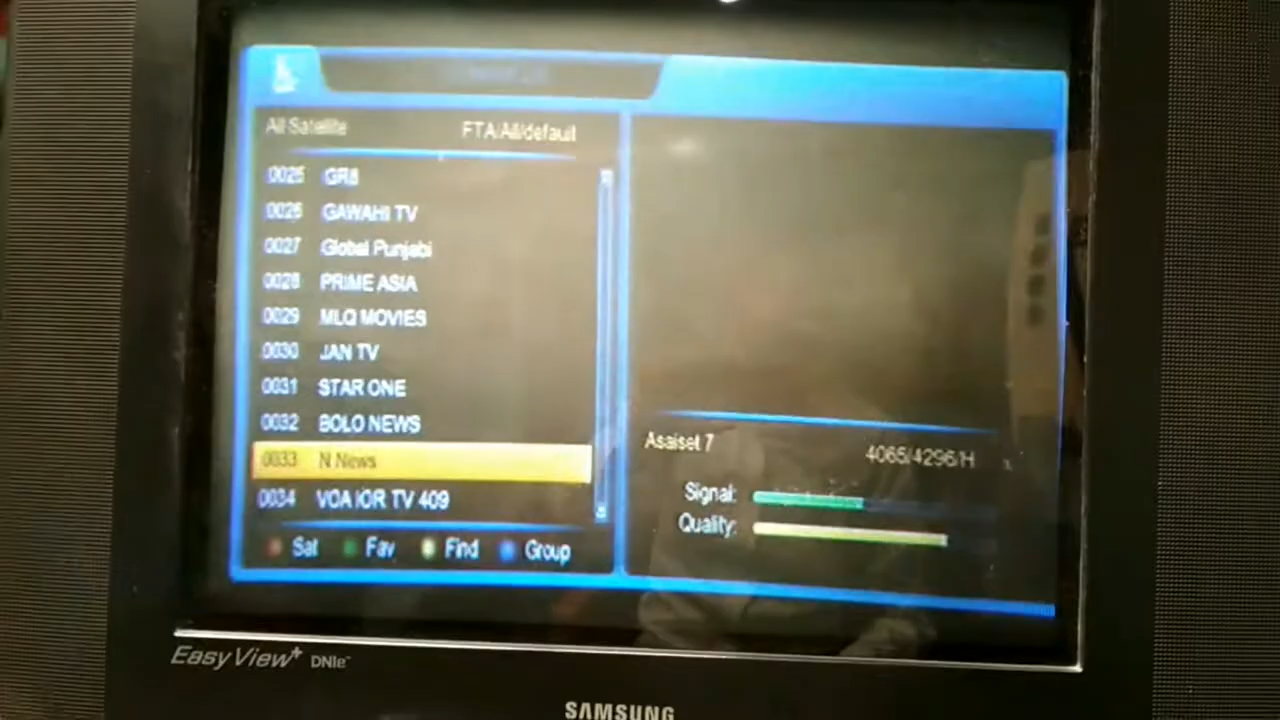 All Satellite FTA/All/default
0025 GR8
0026 GAWAHI TV
0027 Global Punjabi
0028 PRIME ASIA
0029 MLQ MOVIES
0030 JAN TV
0031 STAR ONE
0032 BOLO NEWS
0033 N News
0034 VOA IOR TV 409
Sat Fav Find Group
Asaiset 7 4065/4296/H
Signal:
Quality:
EasyView+ DNIe™
SAMSUNG